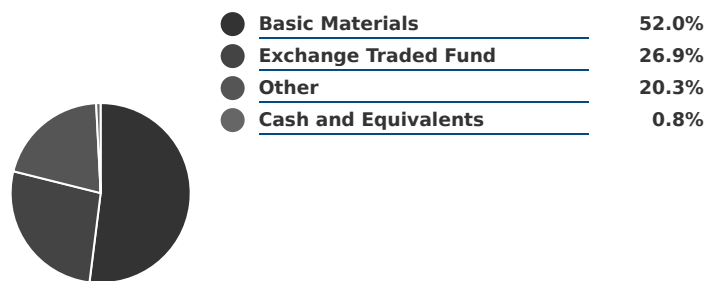 Basic Materials 52.0%
Exchange Traded Fund 26.9%
Other 20.3%
Cash and Equivalents 0.8%